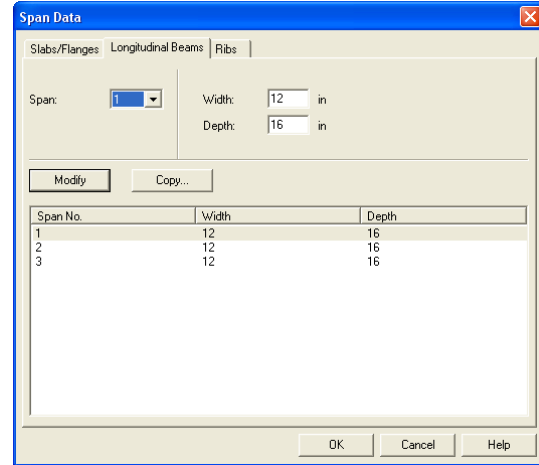 Span Data
Slabs/Flanges Longitudinal Beams Ribs
Span: 1 Width: 12 in
Depth: 16 in
Modify Copy...
Span No. Width Depth
1 12 16
2 12 16
3 12 16
OK Cancel Help